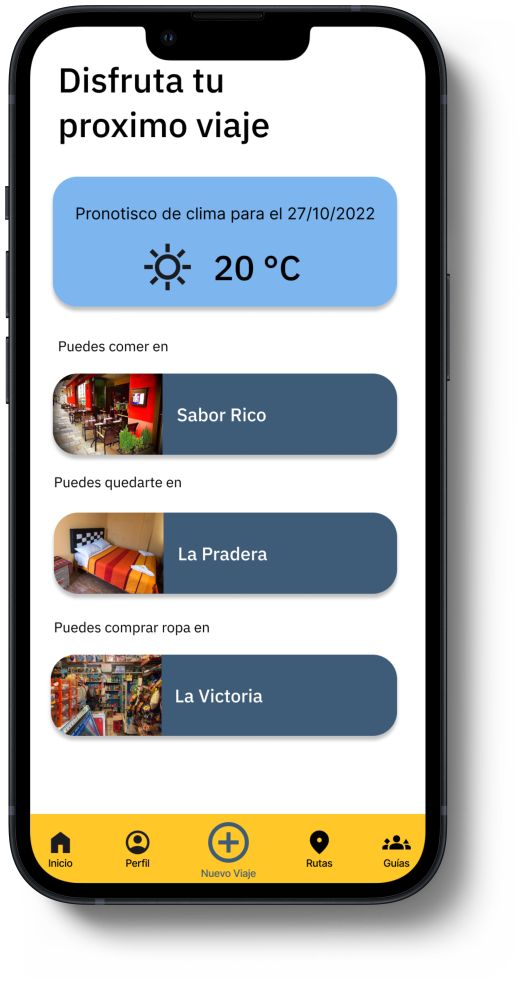 Disfruta tu
proximo viaje
Pronotisco de clima para el 27/10/2022
20 °C
Puedes comer en
Sabor Rico
Puedes quedarte en
La Pradera
Puedes comprar ropa en
La Victoria
Inicio
Perfil
Nuevo Viaje
Rutas
Guías